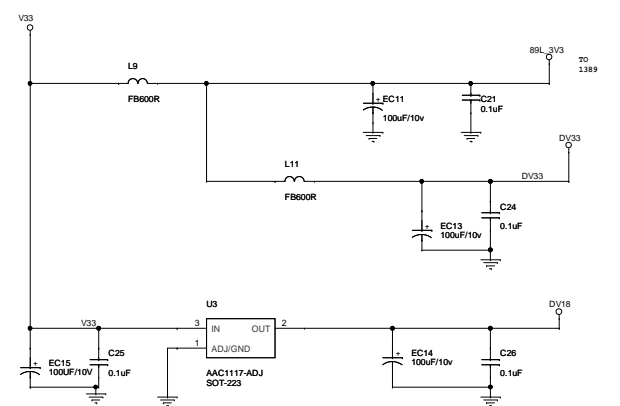 V33
89L_3V3
TO
1389
L9
FB600R
+ EC11
100uF/10v
C21
0.1uF
DV33
L11
FB600R
DV33
+
EC13
100uF/10v
C24
0.1uF
U3
DV18
V33
3
IN
OUT
2
1
ADJ/GND
+
EC15
100UF/10V
C25
0.1uF
AAC1117-ADJ
SOT-223
+
EC14
100uF/10v
C26
0.1uF